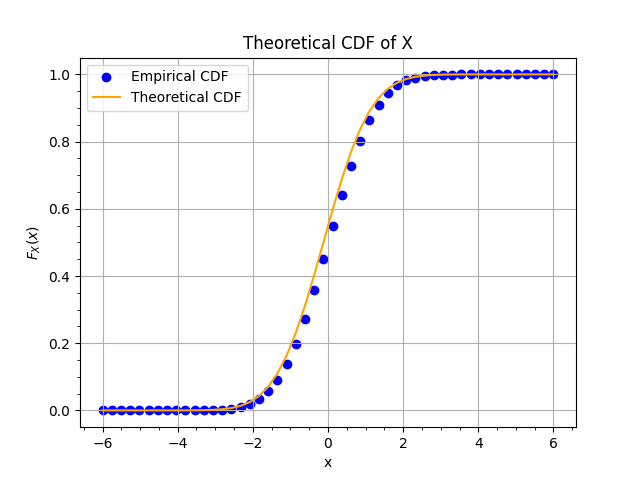 Theoretical CDF of X
Empirical CDF
Theoretical CDF
1.0
0.8
0.6
0.4
0.2
0.0
F_X(x)
−6
−4
−2
0
2
4
6
x